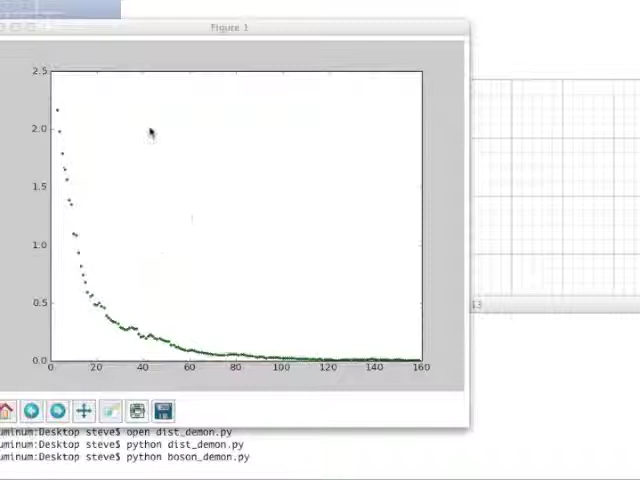 Figure 1
2.5
2.0
1.5
1.0
0.5
0.0
0 20 40 60 80 100 120 140 160
13
uminum:Desktop steve$ open dist_demon.py
uminum:Desktop steve$ python dist_demon.py
uminum:Desktop steve$ python boson_demon.py